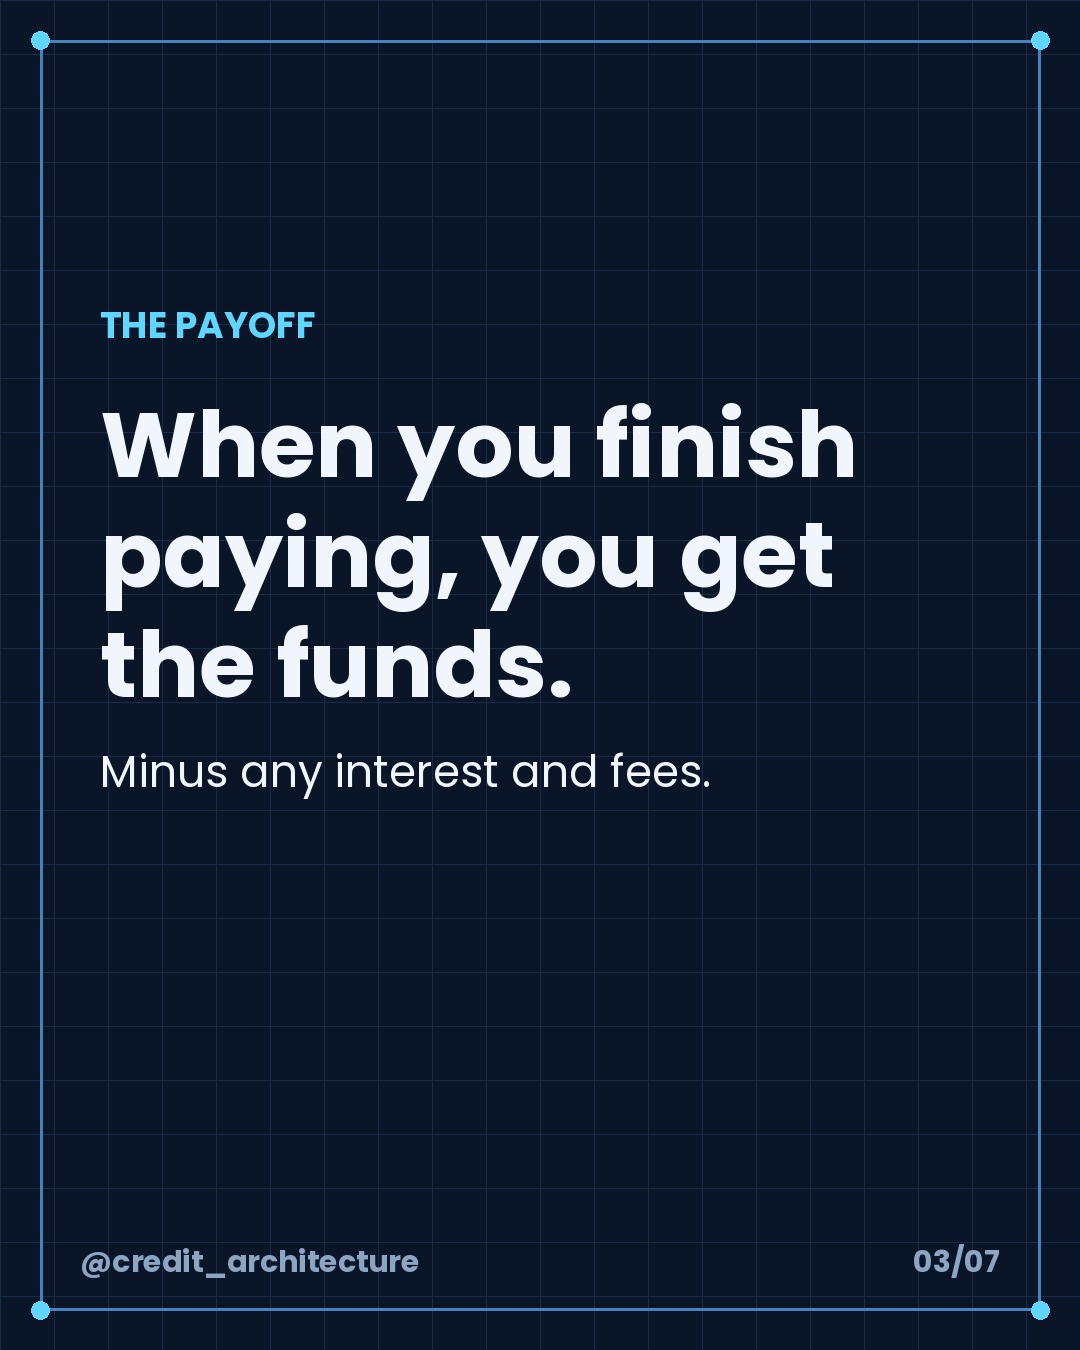 THE PAYOFF
When you finish
paying, you get
the funds.
Minus any interest and fees.
@credit_architecture
03/07